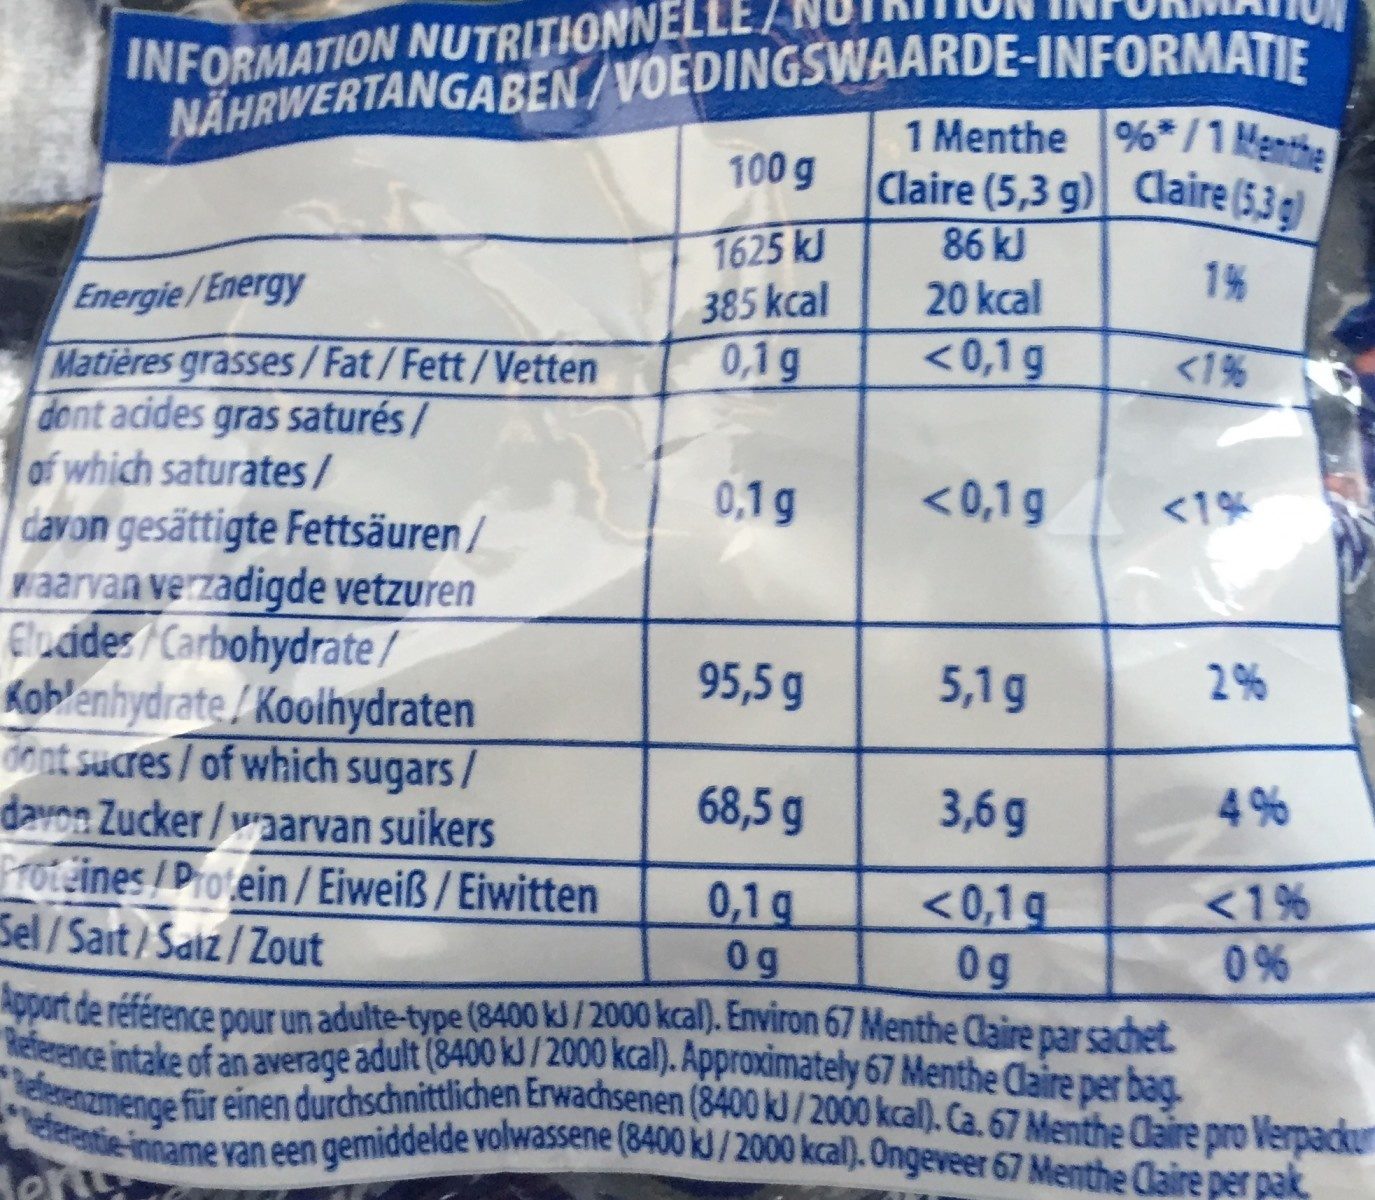 INFORMATION NUTRITIONNELLE / NUTRITION INFORMATION
NÄHRWERTANGABEN / VOEDINGSWAARDE-INFORMATIE
100 g
1 Menthe
Claire (5,3 g)
%* / 1 Menthe
Claire (5,3 g)
Energie / Energy
1625 kJ
385 kcal
86 kJ
20 kcal
1 %
Matières grasses / Fat / Fett / Vetten 0,1 g <0,1 g <1 %
dont acides gras saturés /
of which saturates /
davon gesättigte Fettsäuren /
waarvan verzadigde vetzuren
0,1 g <0,1 g <1 %
Glucides / Carbohydrate /
Kohlenhydrate / Koolhydraten
95,5 g 5,1 g 2 %
dont sucres / of which sugars /
davon Zucker / waarvan suikers
68,5 g 3,6 g 4 %
Protéines / Protein / Eiweiß / Eiwitten 0,1 g <0,1 g <1 %
Sel / Salt / Salz / Zout 0 g 0 g 0 %
Apport de référence pour un adulte-type (8400 kJ / 2000 kcal). Environ 67 Menthe Claire par sachet.
Reference intake of an average adult (8400 kJ / 2000 kcal). Approximately 67 Menthe Claire per bag.
*Referenzmenge für einen durchschnittlichen Erwachsenen (8400 kJ / 2000 kcal). Ca. 67 Menthe Claire pro Verpackun
*Referentie-inname van een gemiddelde volwassene (8400 kJ / 2000 kcal). Ongeveer 67 Menthe Claire per pak.